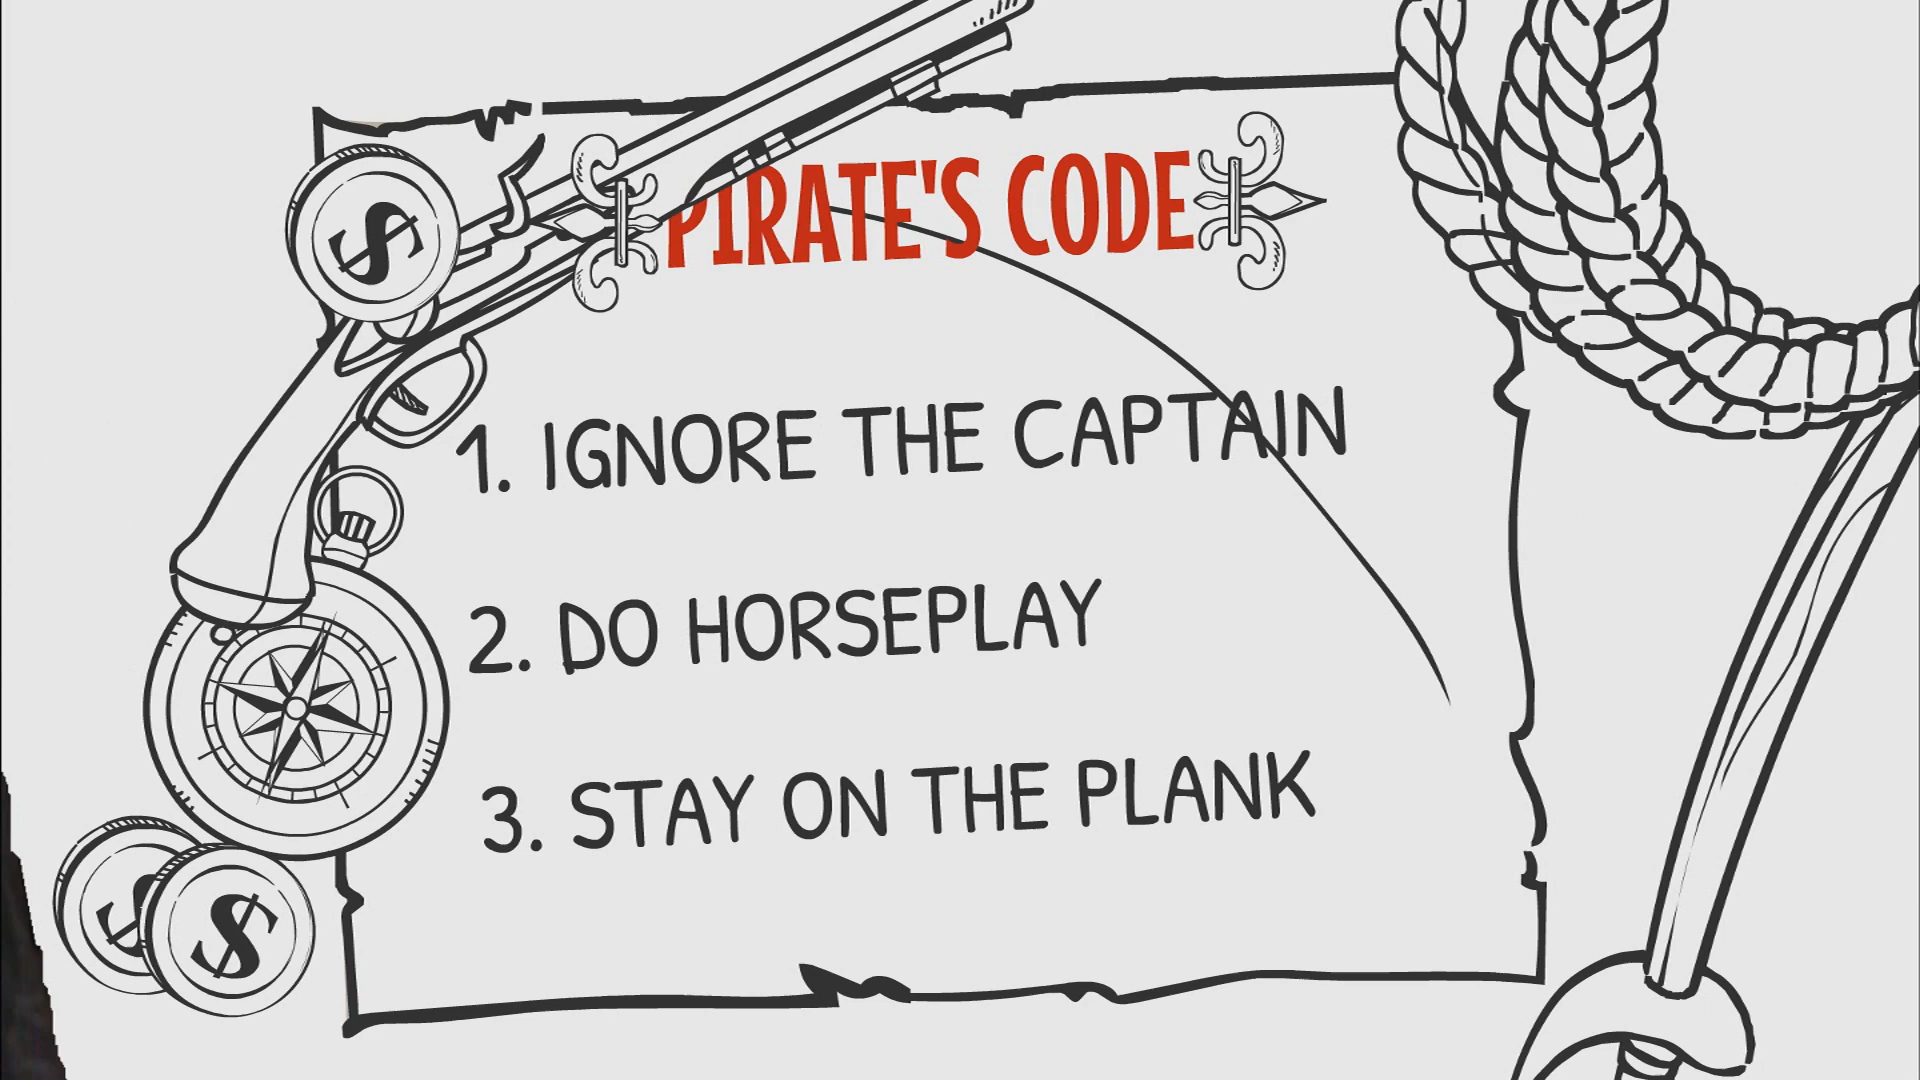 PIRATE'S CODE
1. IGNORE THE CAPTAIN
2. DO HORSEPLAY
3. STAY ON THE PLANK
$
$
$